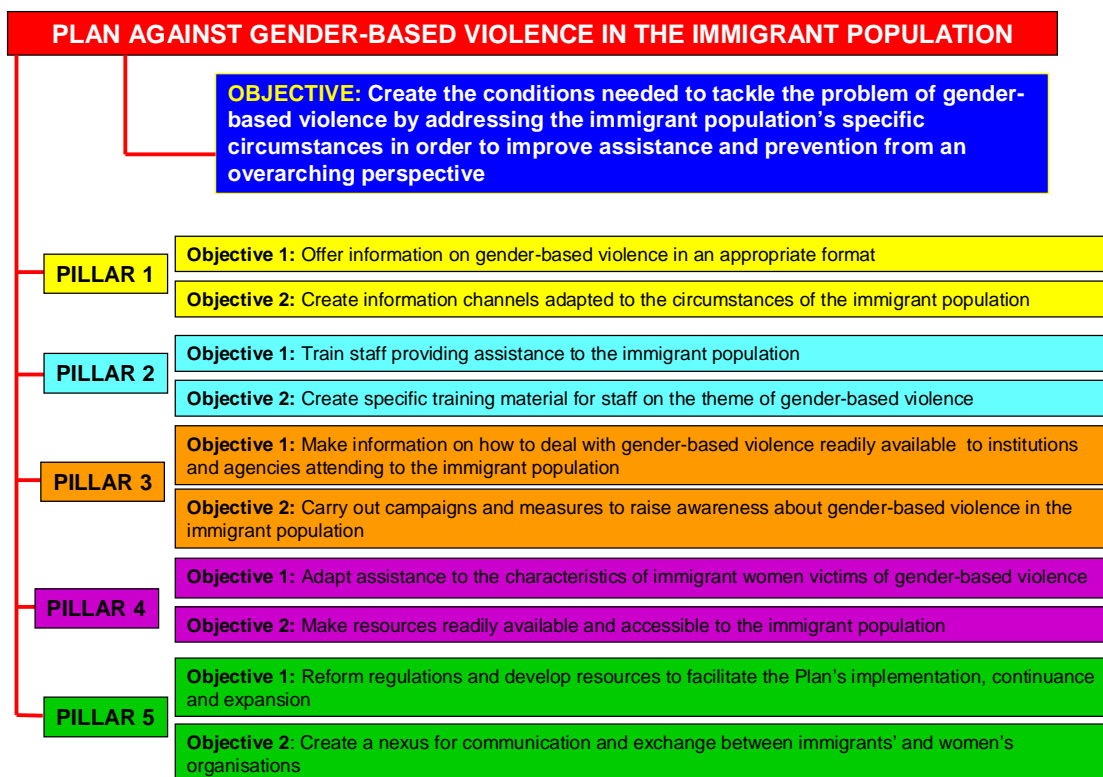 PLAN AGAINST GENDER-BASED VIOLENCE IN THE IMMIGRANT POPULATION
OBJECTIVE: Create the conditions needed to tackle the problem of gender-
based violence by addressing the immigrant population's specific
circumstances in order to improve assistance and prevention from an
overarching perspective
PILLAR 1
Objective 1: Offer information on gender-based violence in an appropriate format
Objective 2: Create information channels adapted to the circumstances of the immigrant population
PILLAR 2
Objective 1: Train staff providing assistance to the immigrant population
Objective 2: Create specific training material for staff on the theme of gender-based violence
PILLAR 3
Objective 1: Make information on how to deal with gender-based violence readily available  to institutions
and agencies attending to the immigrant population
Objective 2: Carry out campaigns and measures to raise awareness about gender-based violence in the
immigrant population
PILLAR 4
Objective 1: Adapt assistance to the characteristics of immigrant women victims of gender-based violence
Objective 2: Make resources readily available and accessible to the immigrant population
PILLAR 5
Objective 1: Reform regulations and develop resources to facilitate the Plan's implementation, continuance
and expansion
Objective 2: Create a nexus for communication and exchange between immigrants' and women's
organisations